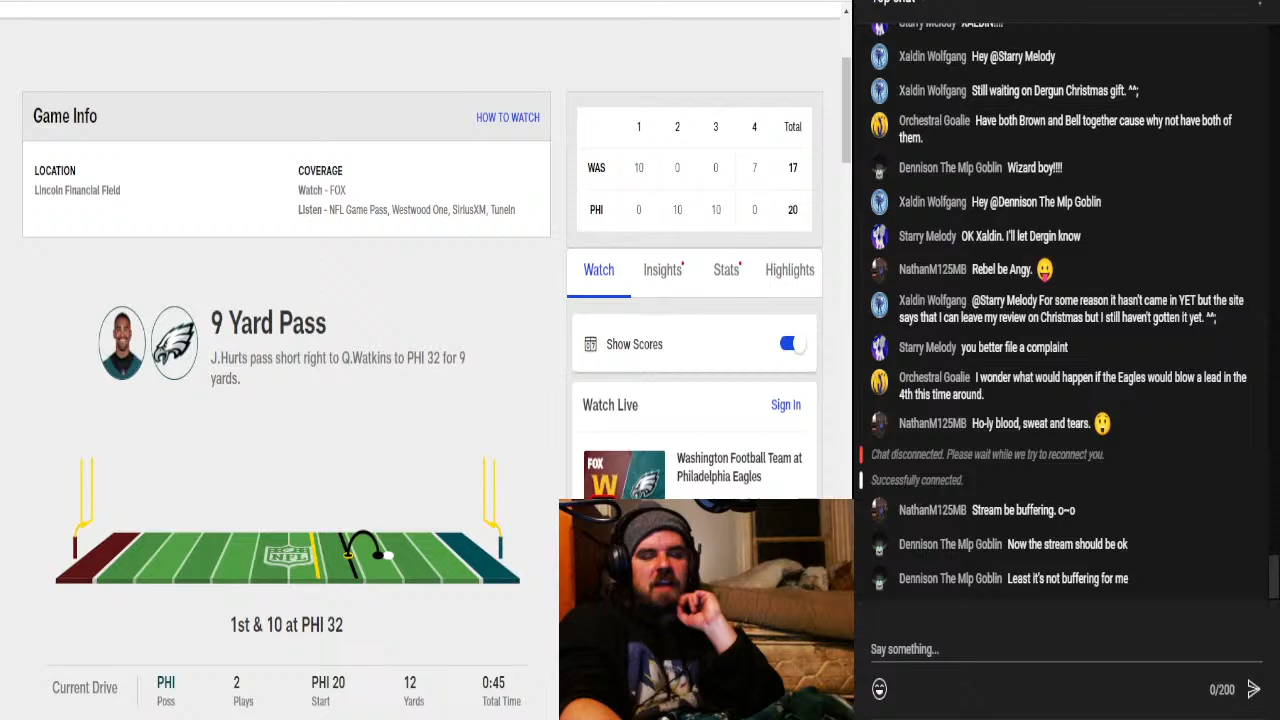 Game Info
HOW TO WATCH
LOCATION
Lincoln Financial Field
COVERAGE
Watch - FOX
Listen - NFL Game Pass, Westwood One, SiriusXM, TuneIn
9 Yard Pass
J.Hurts pass short right to Q.Watkins to PHI 32 for 9
yards.
NFL
1st & 10 at PHI 32
Current Drive
PHI 2 PHI 20 12 0:45
Poss Plays Start Yards Total Time
1 2 3 4 Total
WAS 10 0 0 7 17
PHI 0 10 10 0 20
Watch Insights Stats Highlights
Show Scores
Watch Live Sign In
FOX
W
Washington Football Team at
Philadelphia Eagles
Xaldin Wolfgang Hey @Starry Melody
Xaldin Wolfgang Still waiting on Dergun Christmas gift. ^^;
Orchestral Goalie Have both Brown and Bell together cause why not have both of
them.
Dennison The Mlp Goblin Wizard boy!!!!
Xaldin Wolfgang Hey @Dennison The Mlp Goblin
Starry Melody OK Xaldin. I'll let Dergin know
NathanM125MB Rebel be Angy.
Xaldin Wolfgang @Starry Melody For some reason it hasn't came in YET but the site
says that I can leave my review on Christmas but I still haven't gotten it yet. ^^;
Starry Melody you better file a complaint
Orchestral Goalie I wonder what would happen if the Eagles would blow a lead in the
4th this time around.
NathanM125MB Ho-ly blood, sweat and tears.
Chat disconnected. Please wait while we try to reconnect you.
Successfully connected.
NathanM125MB Stream be buffering. o~o
Dennison The Mlp Goblin Now the stream should be ok
Dennison The Mlp Goblin Least it's not buffering for me
Say something...
0/200